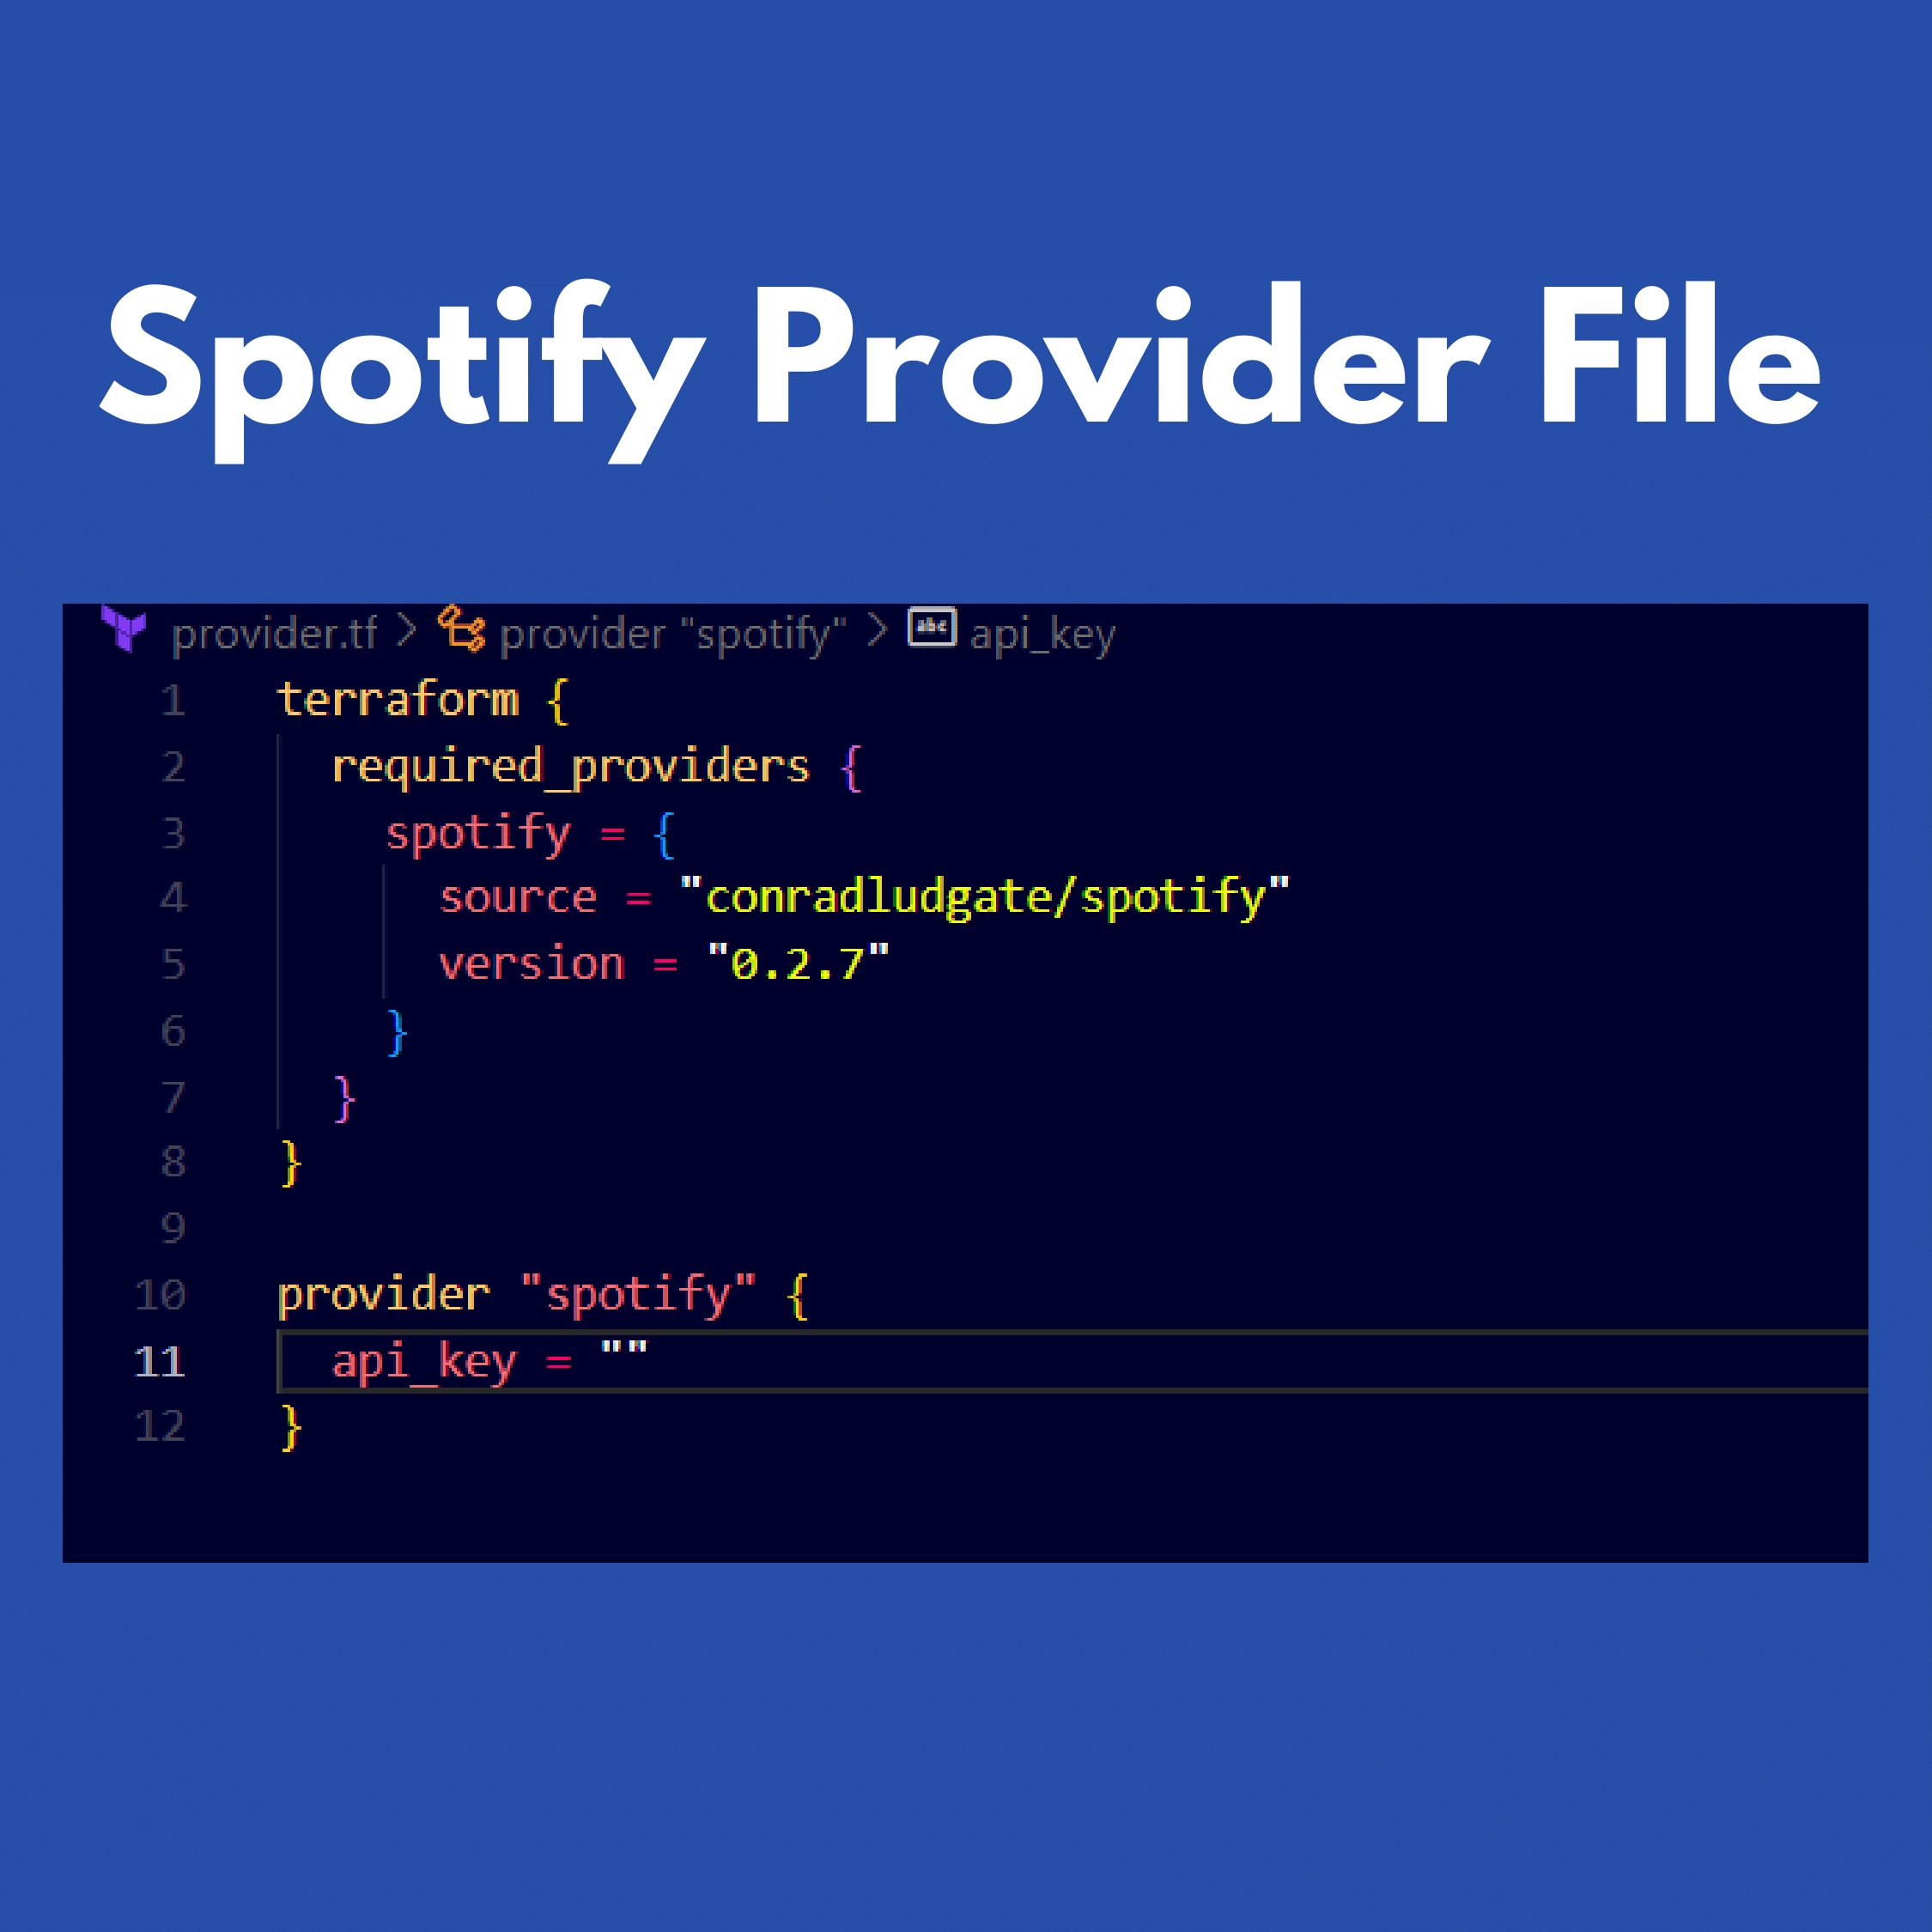 Spotify Provider File
provider.tf > provider "spotify" > abc api_key
1 terraform {
2   required_providers {
3     spotify = {
4       source = "conradludgate/spotify"
5       version = "0.2.7"
6     }
7   }
8 }
9
10 provider "spotify" {
11   api_key = ""
12 }